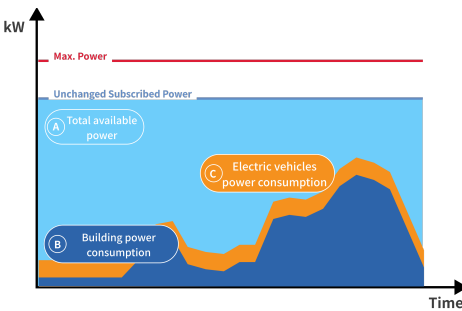 kW
Max. Power
Unchanged Subscribed Power
A Total available
power
C Electric vehicles
power consumption
B Building power
consumption
Time